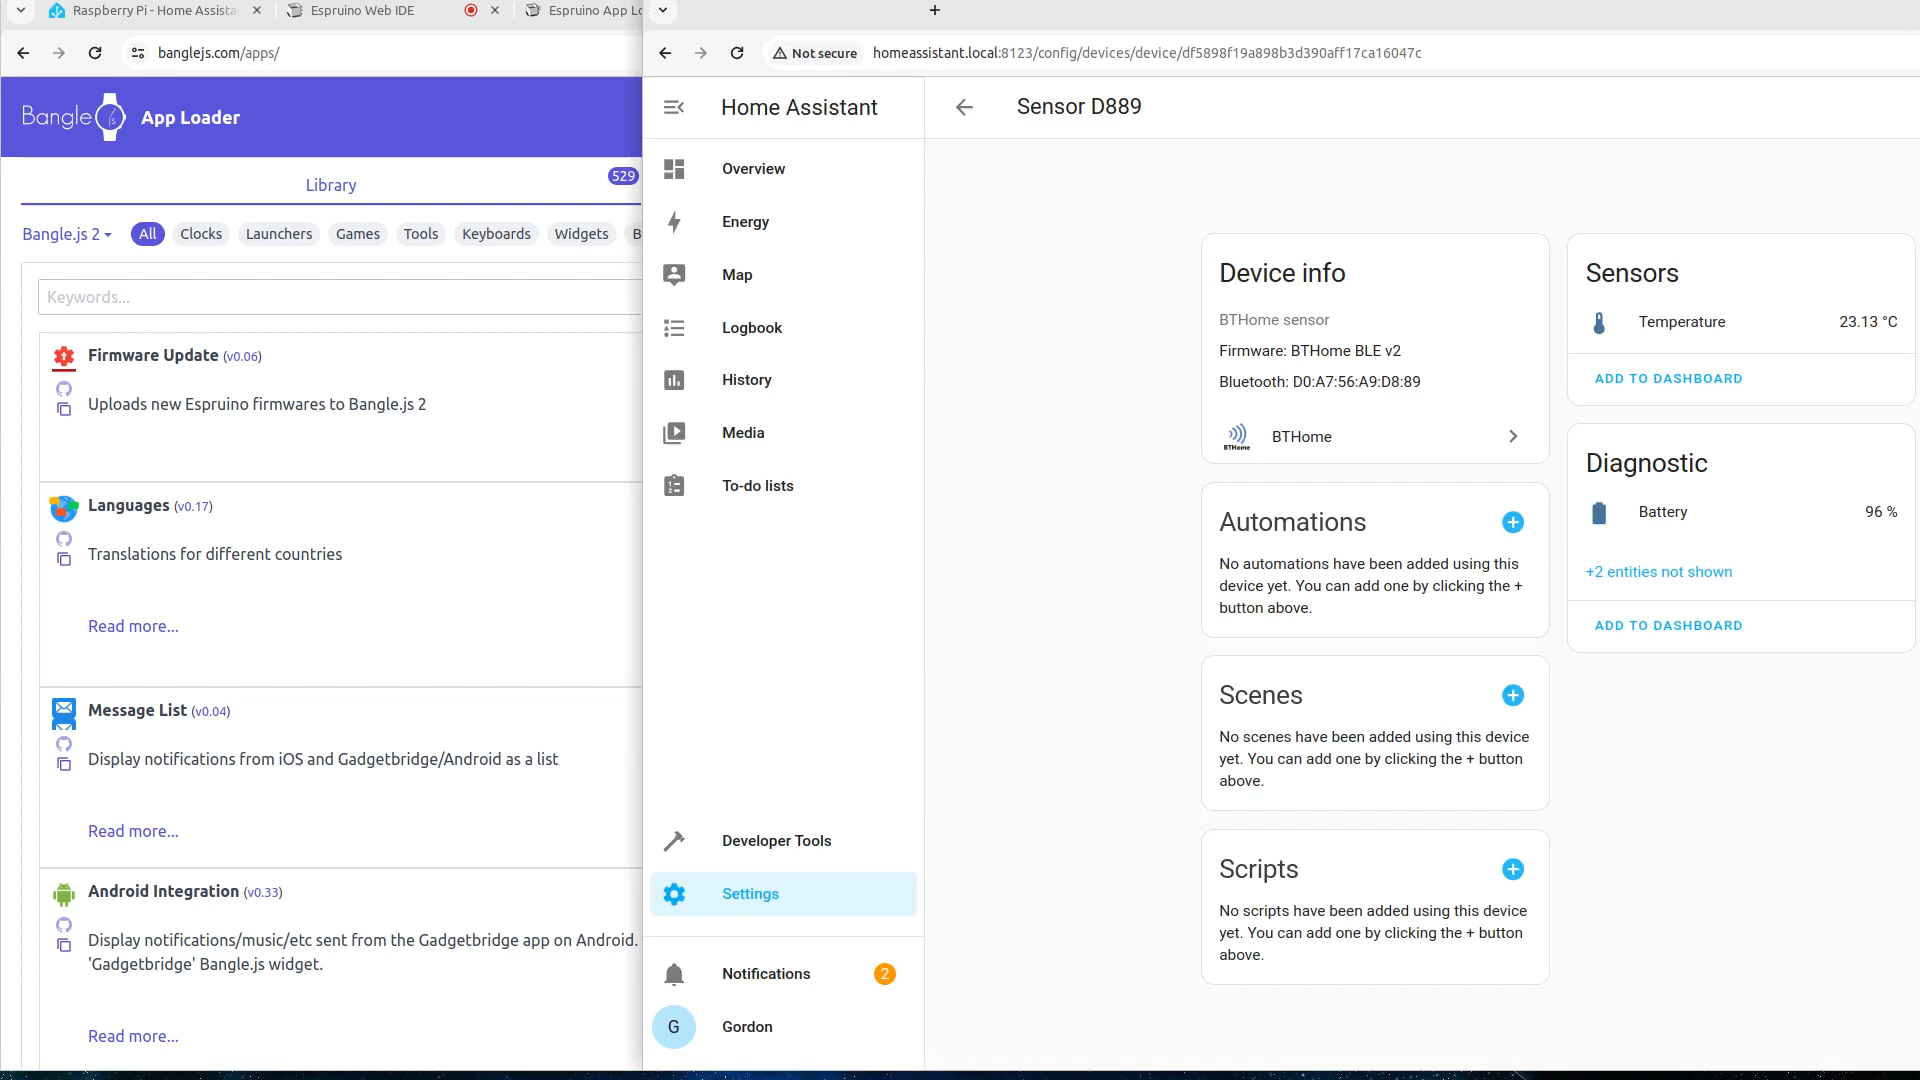 Raspberry Pi - Home Assista
Espruino Web IDE
Espruino App Lo
banglejs.com/apps/
Bangle js
App Loader
Library
529
Bangle.js 2
All
Clocks
Launchers
Games
Tools
Keyboards
Widgets
B
Keywords...
Firmware Update (v0.06)
Uploads new Espruino firmwares to Bangle.js 2
Languages (v0.17)
Translations for different countries
Read more...
Message List (v0.04)
Display notifications from iOS and Gadgetbridge/Android as a list
Read more...
Android Integration (v0.33)
Display notifications/music/etc sent from the Gadgetbridge app on Android.
'Gadgetbridge' Bangle.js widget.
Read more...
Not secure
homeassistant.local:8123/config/devices/device/df5898f19a898b3d390aff17ca16047c
Home Assistant
Overview
Energy
Map
Logbook
History
Media
To-do lists
Developer Tools
Settings
Notifications
2
G
Gordon
Sensor D889
Device info
BTHome sensor
Firmware: BTHome BLE v2
Bluetooth: D0:A7:56:A9:D8:89
BTHome
BTHome
Automations
No automations have been added using this
device yet. You can add one by clicking the +
button above.
Scenes
No scenes have been added using this device
yet. You can add one by clicking the + button
above.
Scripts
No scripts have been added using this device
yet. You can add one by clicking the + button
above.
Sensors
Temperature
23.13 °C
ADD TO DASHBOARD
Diagnostic
Battery
96 %
+2 entities not shown
ADD TO DASHBOARD